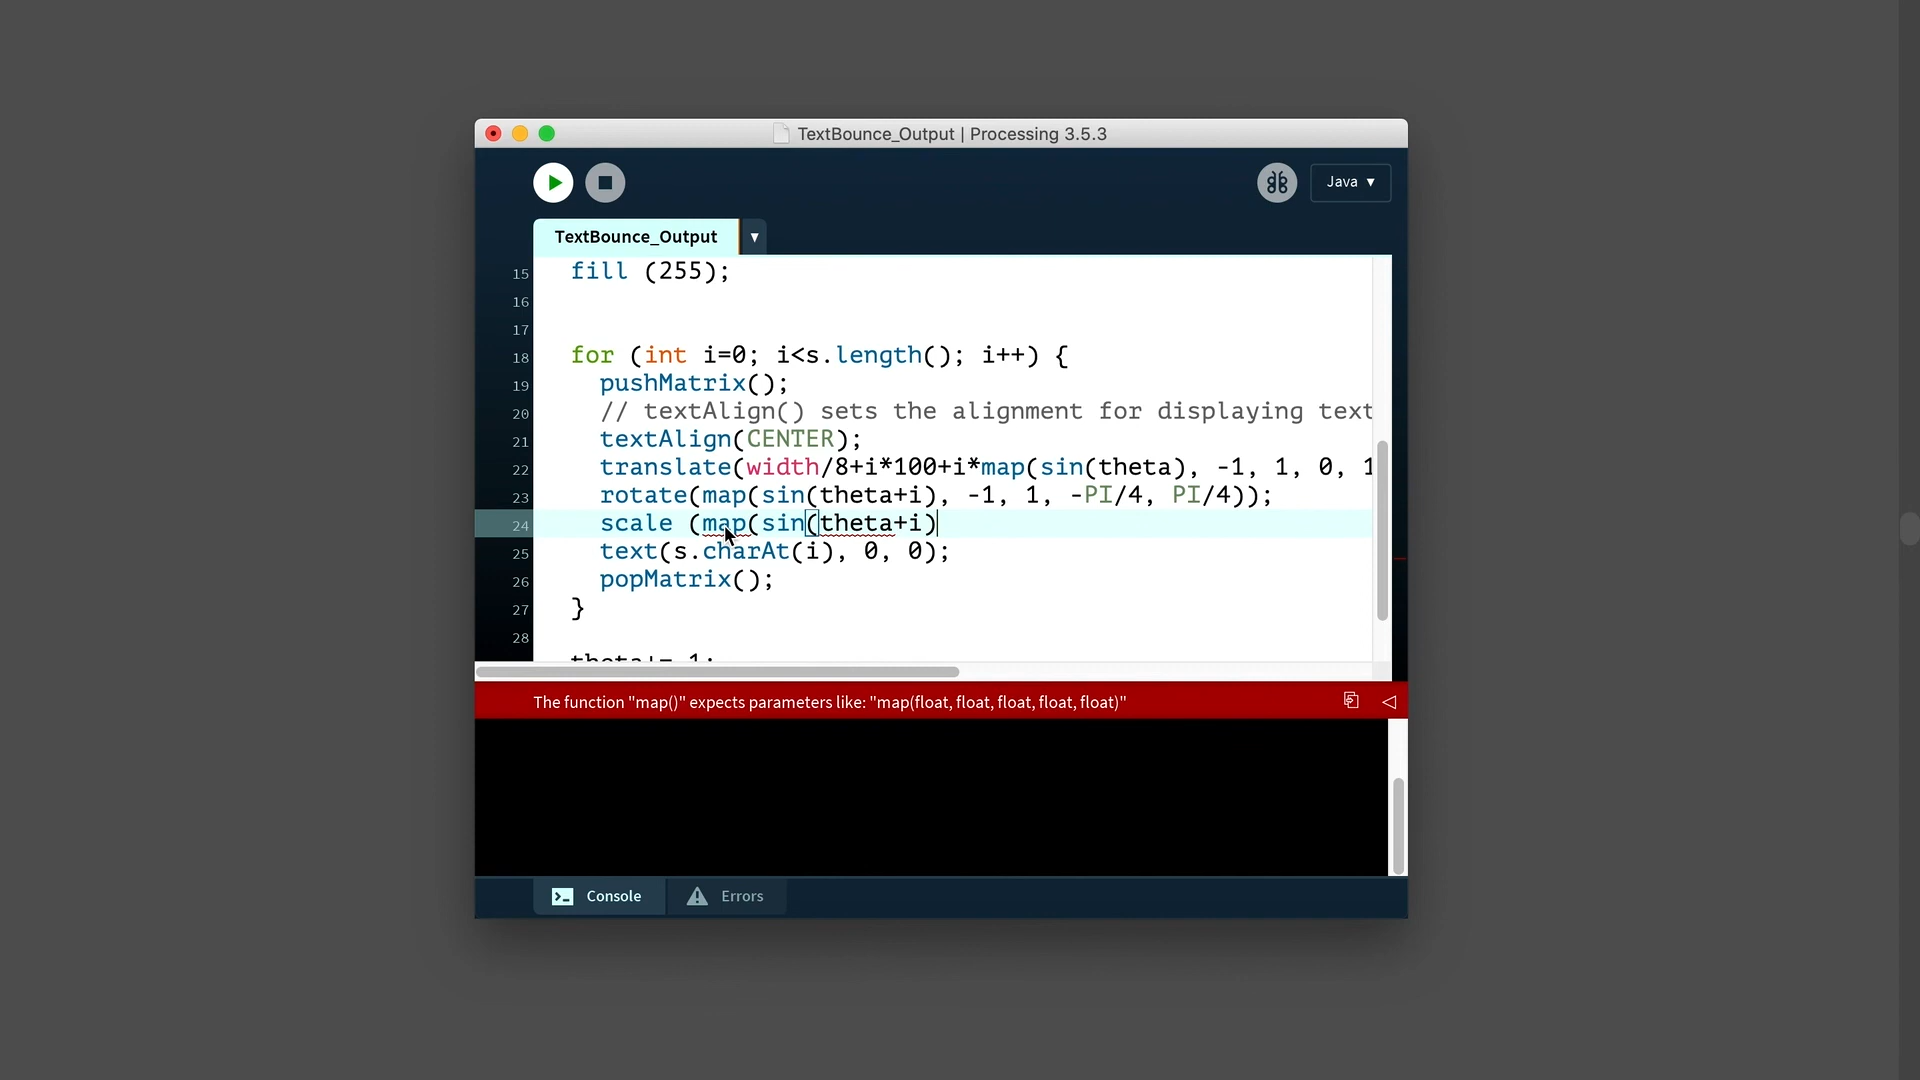 TextBounce_Output | Processing 3.5.3
Java ▼
TextBounce_Output ▼
15 fill (255);
16
17
18 for (int i=0; i<s.length(); i++) {
19 pushMatrix();
20 // textAlign() sets the alignment for displaying text
21 textAlign(CENTER);
22 translate(width/8+i*100+i*map(sin(theta), -1, 1, 0, 1
23 rotate(map(sin(theta+i), -1, 1, -PI/4, PI/4));
24 scale (map(sin(theta+i)
25 text(s.charAt(i), 0, 0);
26 popMatrix();
27 }
28
The function "map()" expects parameters like: "map(float, float, float, float, float)"
Console Errors